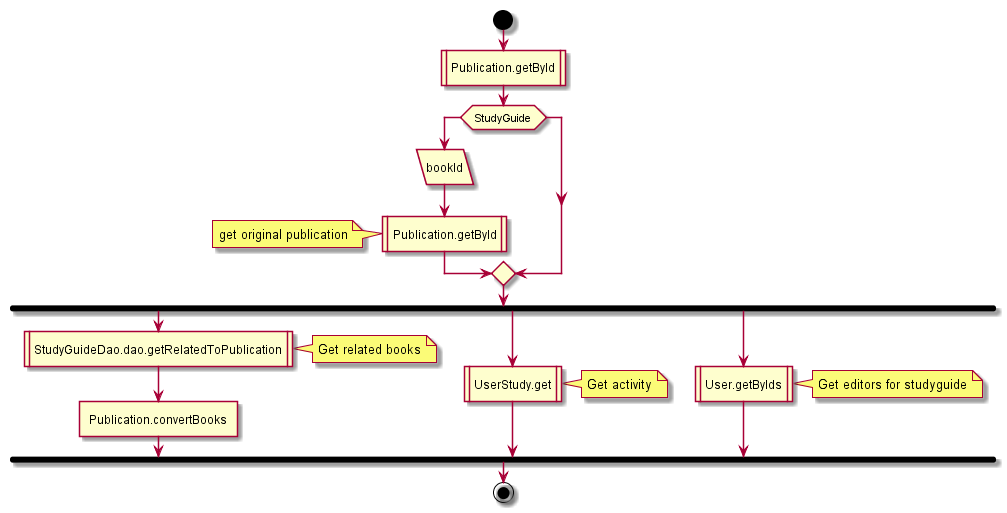 Publication.getById
StudyGuide
bookId
get original publication
Publication.getById
StudyGuideDao.dao.getRelatedToPublication
Get related books
Publication.convertBooks
UserStudy.get
Get activity
User.getByIds
Get editors for studyguide